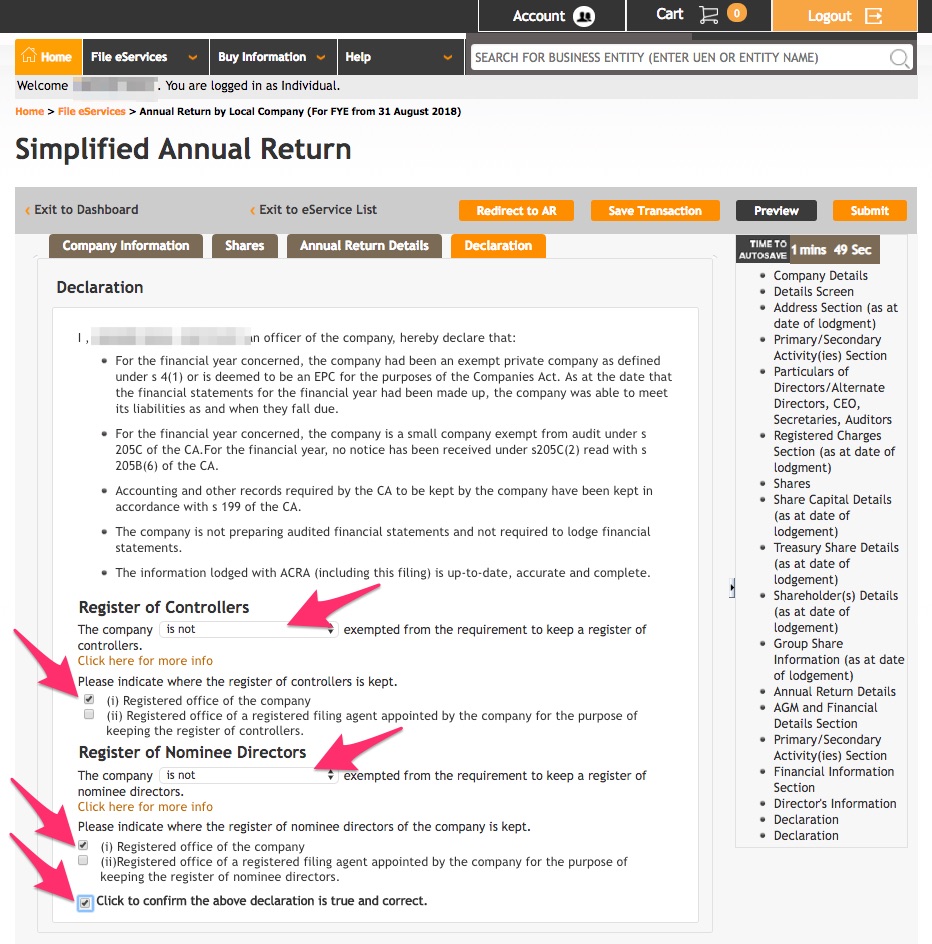 Account
Cart
0
Logout
Home
File eServices
Buy Information
Help
SEARCH FOR BUSINESS ENTITY (ENTER UEN OR ENTITY NAME)
Welcome . You are logged in as Individual.
Home > File eServices > Annual Return by Local Company (For FYE from 31 August 2018)
Simplified Annual Return
‹ Exit to Dashboard
‹ Exit to eService List
Redirect to AR
Save Transaction
Preview
Submit
Company Information
Shares
Annual Return Details
Declaration
Declaration
I , an officer of the company, hereby declare that:
• For the financial year concerned, the company had been an exempt private company as defined
under s 4(1) or is deemed to be an EPC for the purposes of the Companies Act. As at the date that
the financial statements for the financial year had been made up, the company was able to meet
its liabilities as and when they fall due.
• For the financial year concerned, the company is a small company exempt from audit under s
205C of the CA.For the financial year, no notice has been received under s205C(2) read with s
205B(6) of the CA.
• Accounting and other records required by the CA to be kept by the company have been kept in
accordance with s 199 of the CA.
• The company is not preparing audited financial statements and not required to lodge financial
statements.
• The information lodged with ACRA (including this filing) is up-to-date, accurate and complete.
Register of Controllers
The company is not exempted from the requirement to keep a register of
controllers.
Click here for more info
Please indicate where the register of controllers is kept.
(i) Registered office of the company
(ii) Registered office of a registered filing agent appointed by the company for the purpose of
keeping the register of controllers.
Register of Nominee Directors
The company is not exempted from the requirement to keep a register of
nominee directors.
Click here for more info
Please indicate where the register of nominee directors of the company is kept.
(i) Registered office of the company
(ii)Registered office of a registered filing agent appointed by the company for the purpose of
keeping the register of nominee directors.
Click to confirm the above declaration is true and correct.
TIME TO
AUTOSAVE
1 mins 49 Sec
• Company Details
• Details Screen
• Address Section (as at
date of lodgment)
• Primary/Secondary
Activity(ies) Section
• Particulars of
Directors/Alternate
Directors, CEO,
Secretaries, Auditors
• Registered Charges
Section (as at date of
lodgment)
• Shares
• Share Capital Details
(as at date of
lodgement)
• Treasury Share Details
(as at date of
lodgement)
• Shareholder(s) Details
(as at date of
lodgement)
• Group Share
Information (as at date
of lodgement)
• Annual Return Details
• AGM and Financial
Details Section
• Primary/Secondary
Activity(ies) Section
• Financial Information
Section
• Director's Information
• Declaration
• Declaration